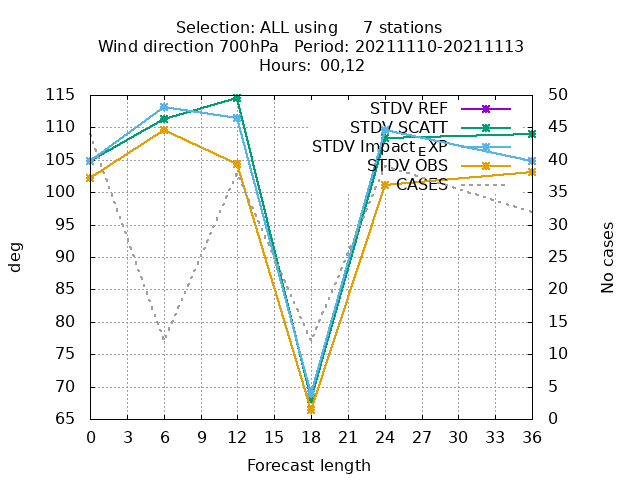 Selection: ALL using     7 stations
Wind direction 700hPa   Period: 20211110-20211113
Hours: 00,12
115
110
105
100
95
90
85
80
75
70
65
50
45
40
35
30
25
20
15
10
5
0
STDV REF
STDV SCATT
STDV Impact_EXP
STDV OBS
CASES
deg
No cases
0 3 6 9 12 15 18 21 24 27 30 33 36
Forecast length